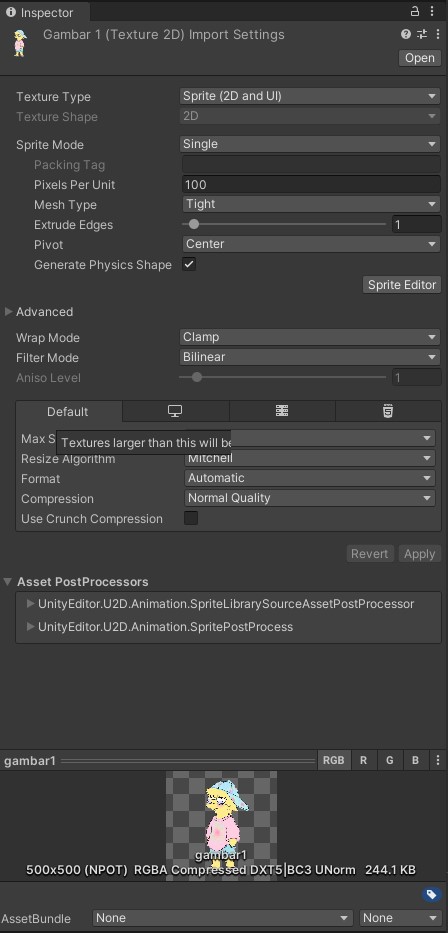 Inspector
Gambar 1 (Texture 2D) Import Settings
Open
Texture Type Sprite (2D and UI)
Texture Shape 2D
Sprite Mode Single
Packing Tag
Pixels Per Unit 100
Mesh Type Tight
Extrude Edges 1
Pivot Center
Generate Physics Shape
Sprite Editor
Advanced
Wrap Mode Clamp
Filter Mode Bilinear
Aniso Level 1
Default
Max S
Textures larger than this will be
Resize Algorithm Mitchell
Format Automatic
Compression Normal Quality
Use Crunch Compression
Revert Apply
Asset PostProcessors
UnityEditor.U2D.Animation.SpriteLibrarySourceAssetPostProcessor
UnityEditor.U2D.Animation.SpritePostProcess
gambar1 RGB R G B
gambar1
500x500 (NPOT) RGBA Compressed DXT5|BC3 UNorm 244.1 KB
AssetBundle None None